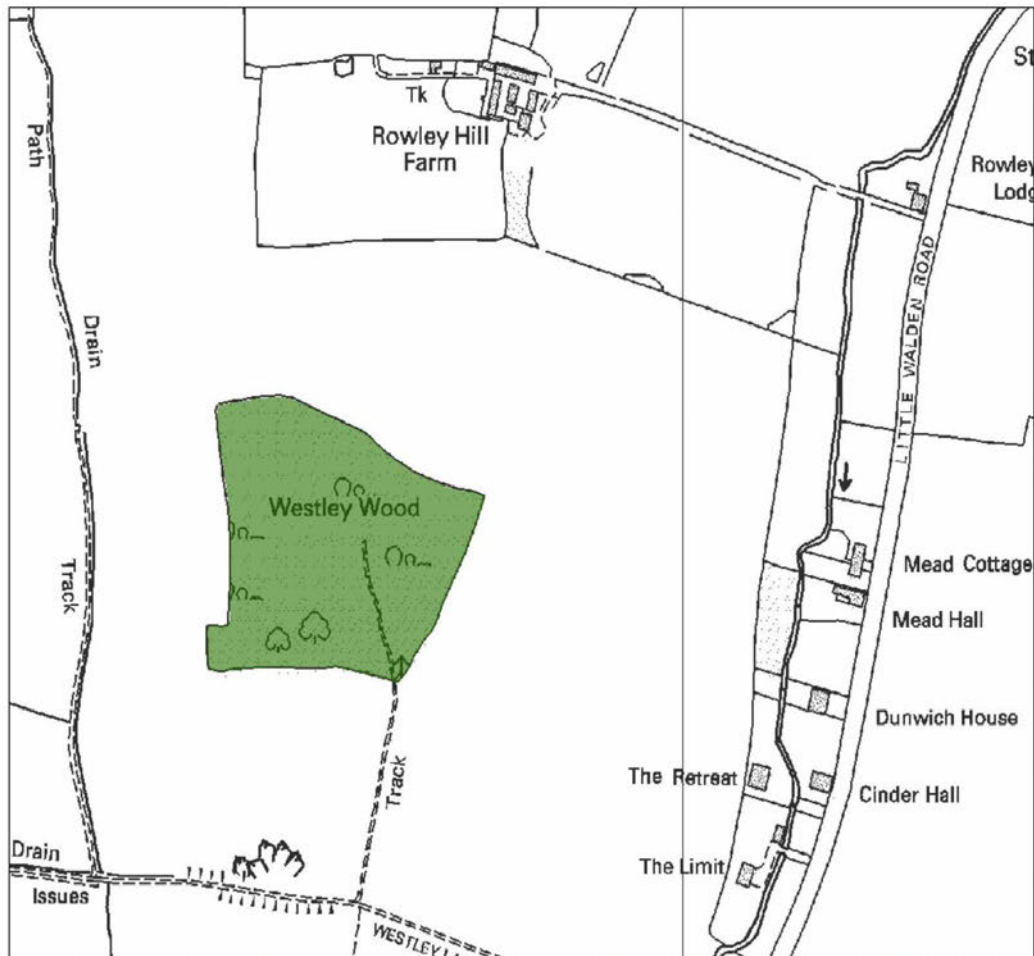 St
Path
Tk
Rowley Hill
Farm
Rowley
Lodg
LITTLE WALDEN ROAD
Drain
Westley Wood
Track
Mead Cottage
Mead Hall
Dunwich House
Track
The Retreat
Cinder Hall
Drain
The Limit
Issues
WESTLEY